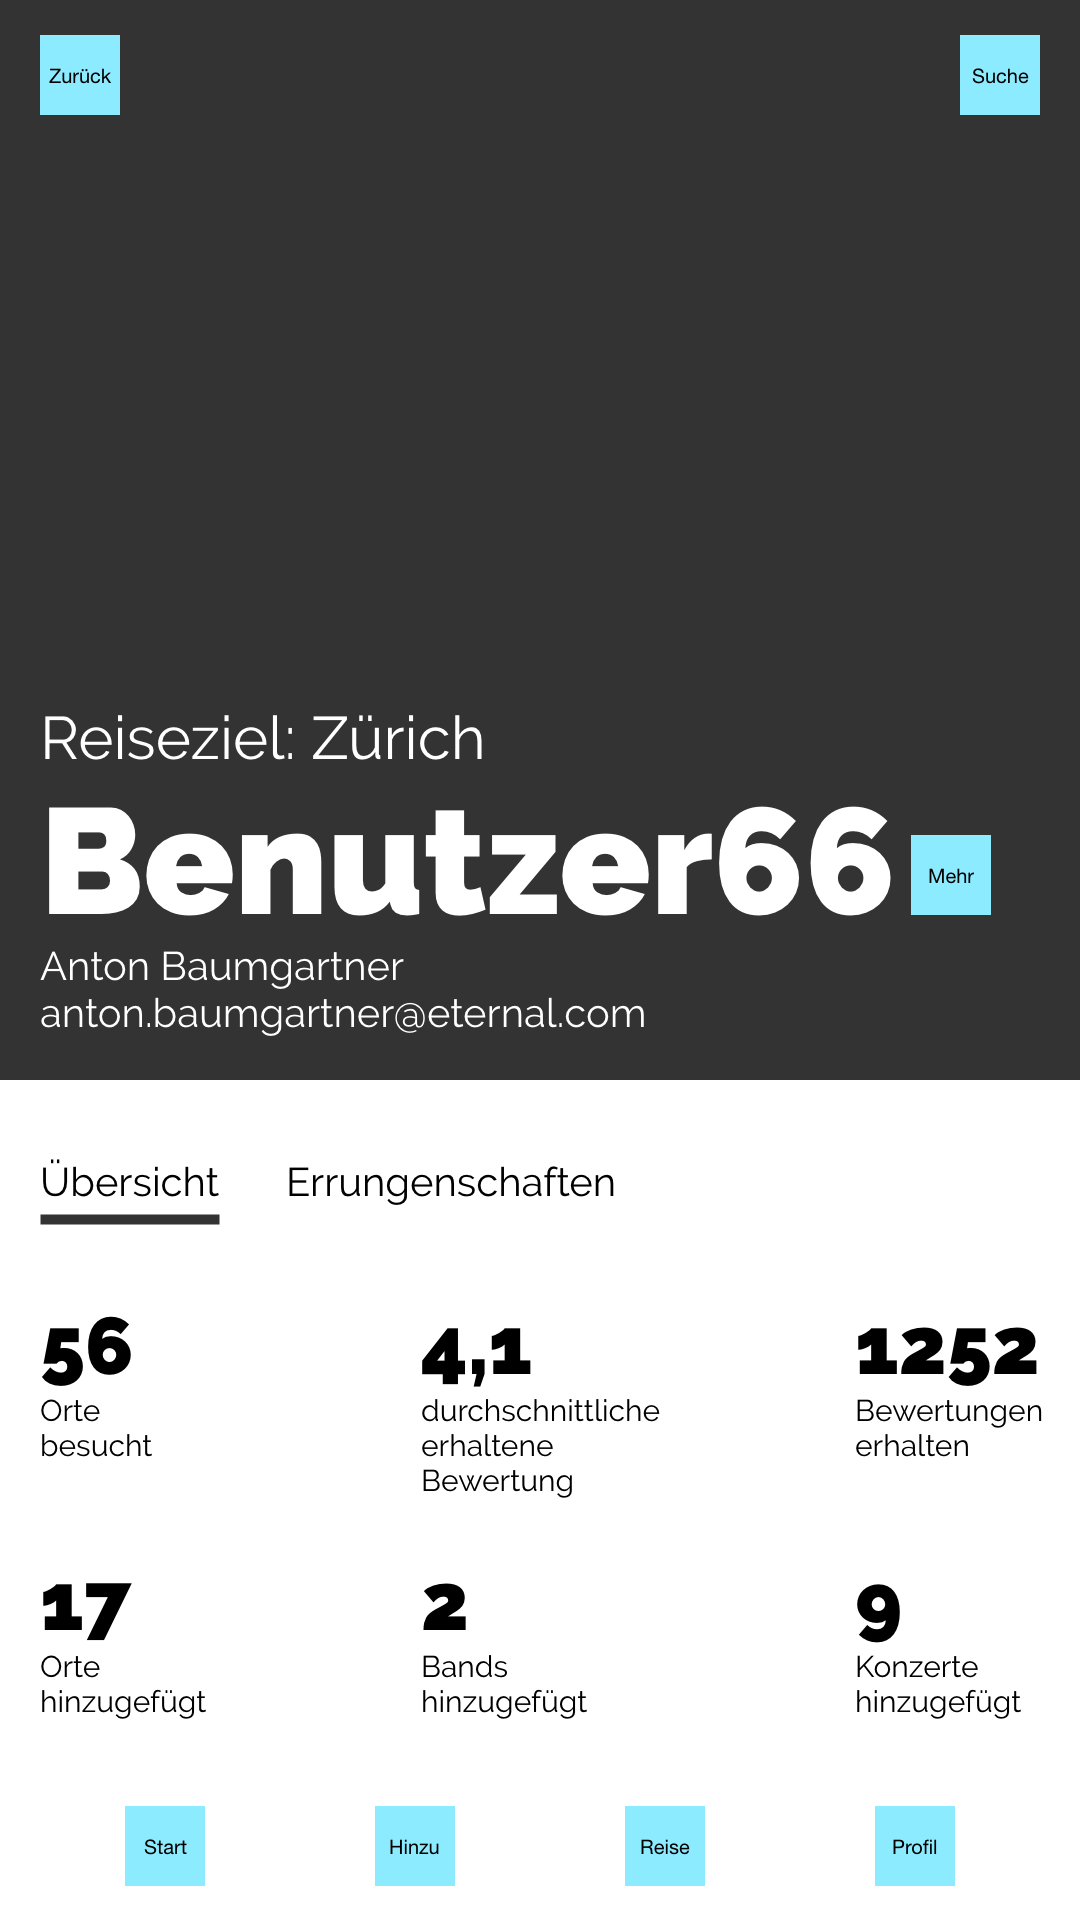 Zurück
Suche
Reiseziel: Zürich
Benutzer66
Mehr
Anton Baumgartner
anton.baumgartner@eternal.com
Übersicht
Errungenschaften
56
Orte
besucht
4,1
durchschnittliche
erhaltene
Bewertung
1252
Bewertungen
erhalten
17
Orte
hinzugefügt
2
Bands
hinzugefügt
9
Konzerte
hinzugefügt
Start
Hinzu
Reise
Profil